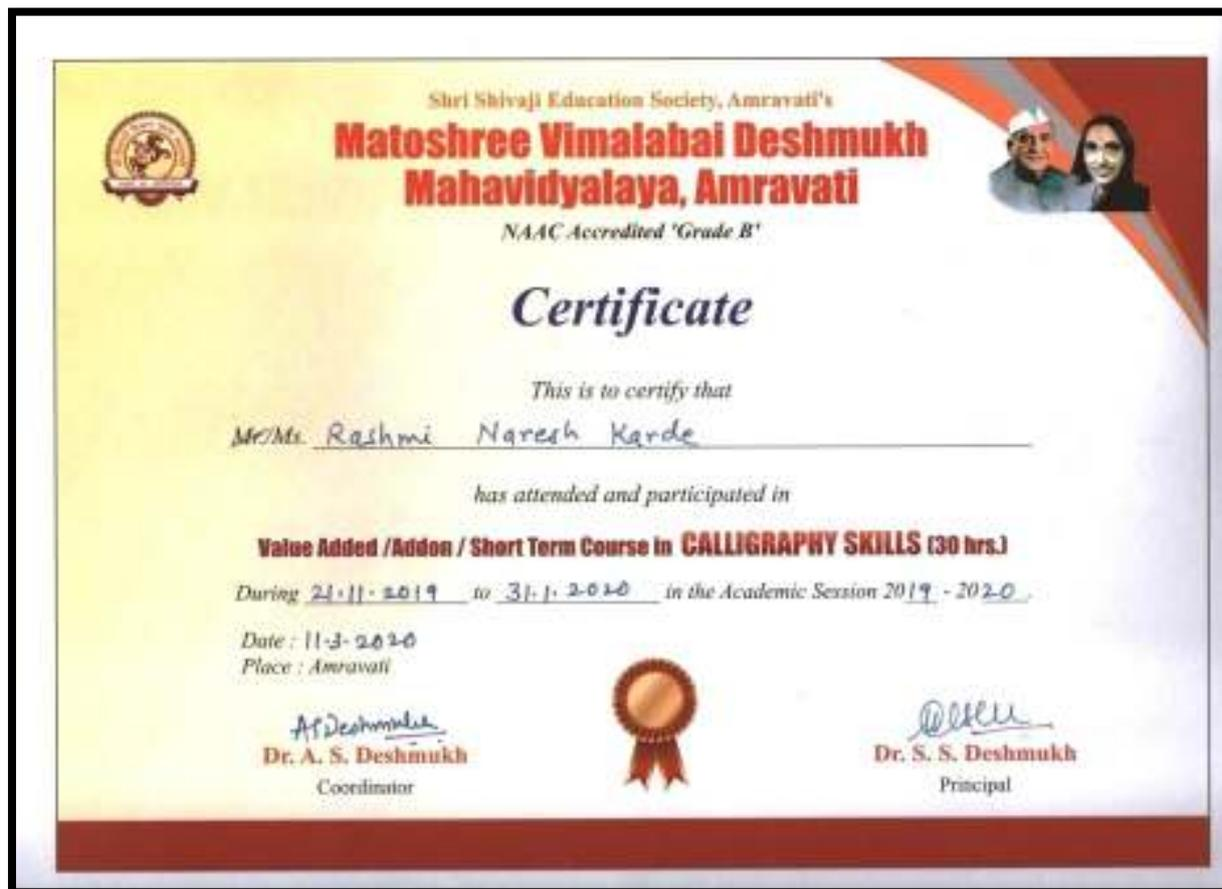 Shri Shivaji Education Society, Amravati's
Matoshree Vimalabai Deshmukh
Mahavidyalaya, Amravati
NAAC Accredited 'Grade B'
Certificate
This is to certify that
Mr/Ms. Rashmi Naresh Karde
has attended and participated in
Value Added /Addon / Short Term Course in CALLIGRAPHY SKILLS (30 hrs.)
During 21.11.2019 to 31.1.2020 in the Academic Session 2019 - 2020.
Date : 11-3-2020
Place : Amravati
ASDeshmukh
Dr. A. S. Deshmukh
Dr. S. S. Deshmukh
Coordinator
Principal